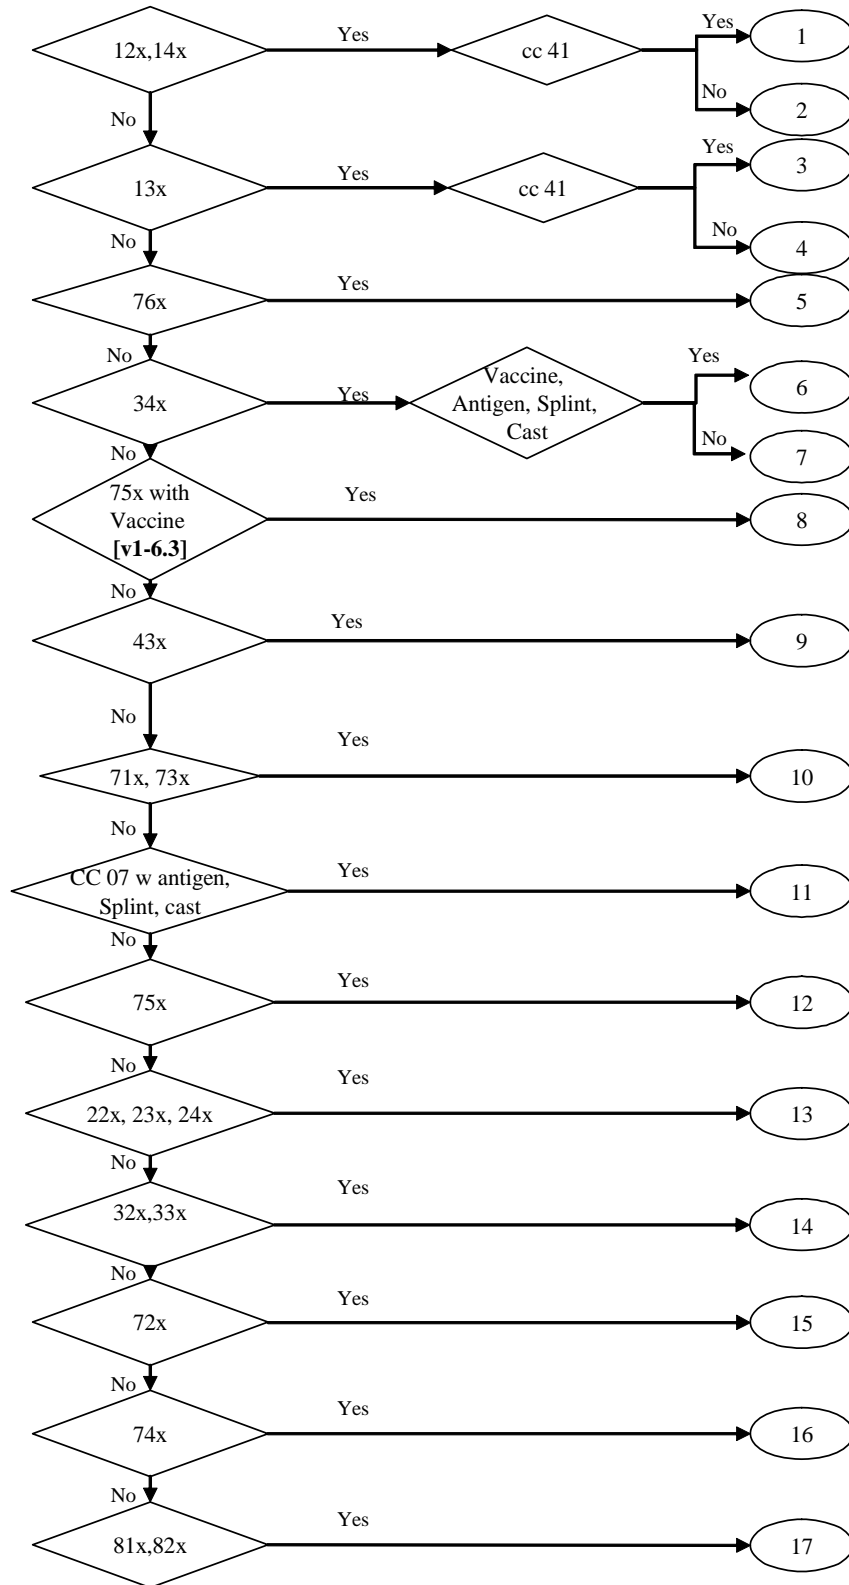 12x,14x
Yes
cc 41
Yes
1
No
2
No
13x
Yes
cc 41
Yes
3
No
4
No
76x
Yes
5
No
34x
Yes
Vaccine,
Antigen, Splint,
Cast
Yes
6
No
7
No
75x with
Vaccine
[v1-6.3]
Yes
8
No
43x
Yes
9
No
71x, 73x
Yes
10
No
CC 07 w antigen,
Splint, cast
Yes
11
No
75x
Yes
12
No
22x, 23x, 24x
Yes
13
No
32x,33x
Yes
14
No
72x
Yes
15
No
74x
Yes
16
No
81x,82x
Yes
17